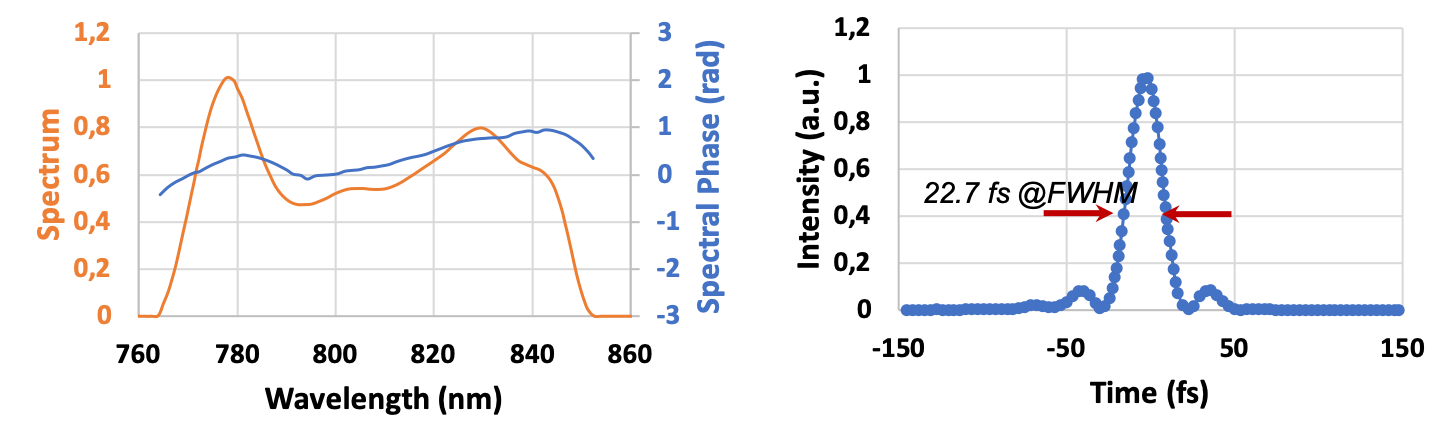 1,2
1
0,8
0,6
0,4
0,2
0
Spectrum
3
2
1
0
-1
-2
-3
Spectral Phase (rad)
760 780 800 820 840 860
Wavelength (nm)
1,2
1
0,8
0,6
0,4
0,2
0
Intensity (a.u.)
22.7 fs @FWHM
-150 -50 50 150
Time (fs)